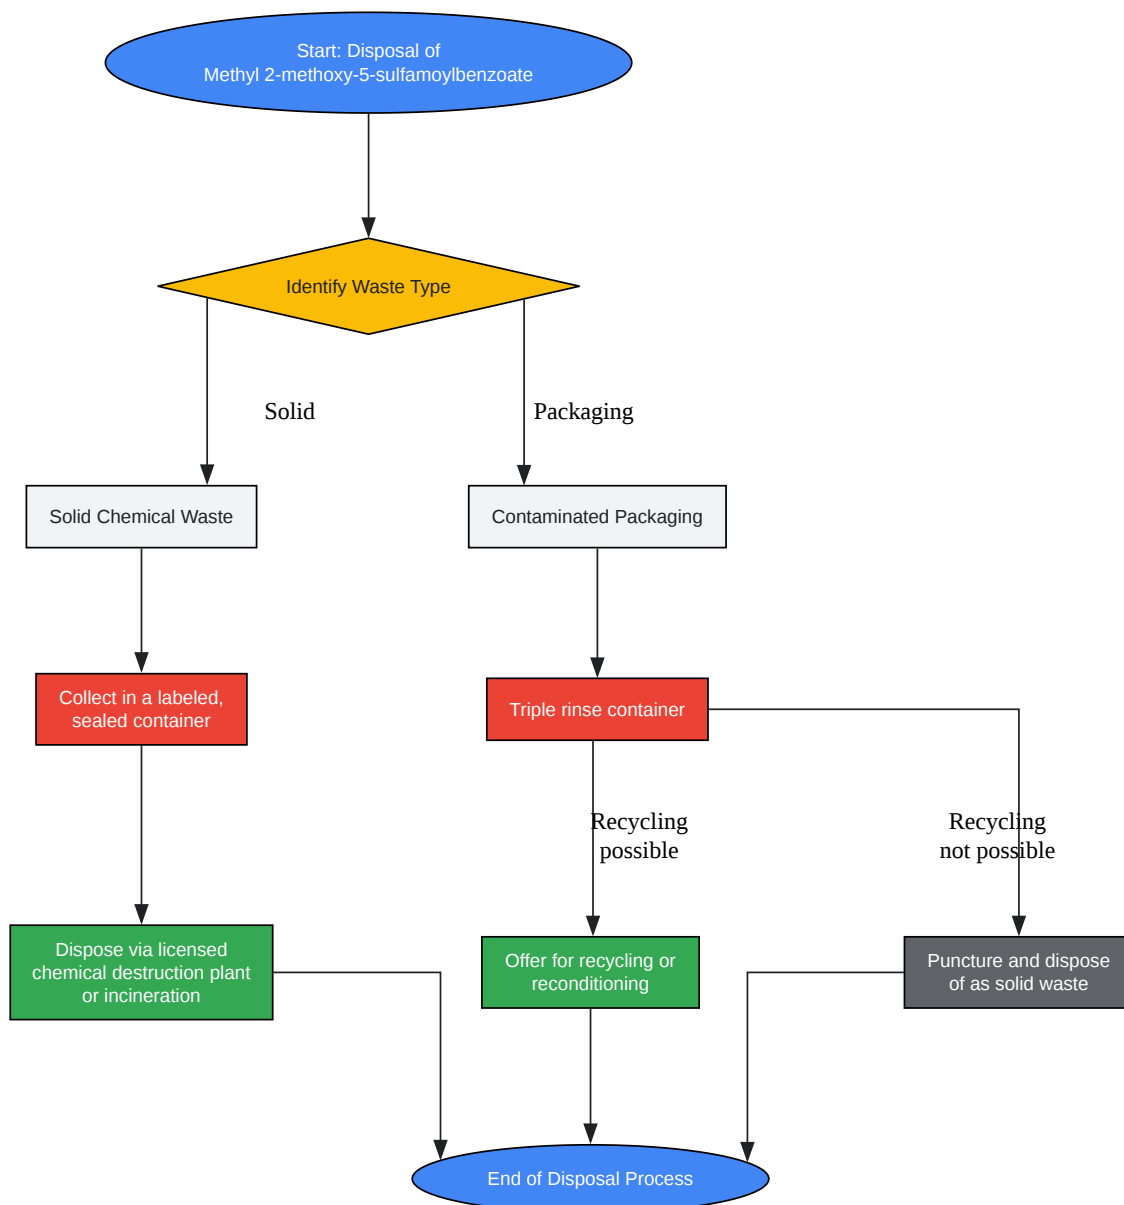 Start: Disposal of
Methyl 2-methoxy-5-sulfamoylbenzoate
Identify Waste Type
Solid
Packaging
Solid Chemical Waste
Contaminated Packaging
Collect in a labeled,
sealed container
Triple rinse container
Recycling
possible
Recycling
not possible
Dispose via licensed
chemical destruction plant
or incineration
Offer for recycling or
reconditioning
Puncture and dispose
of as solid waste
End of Disposal Process